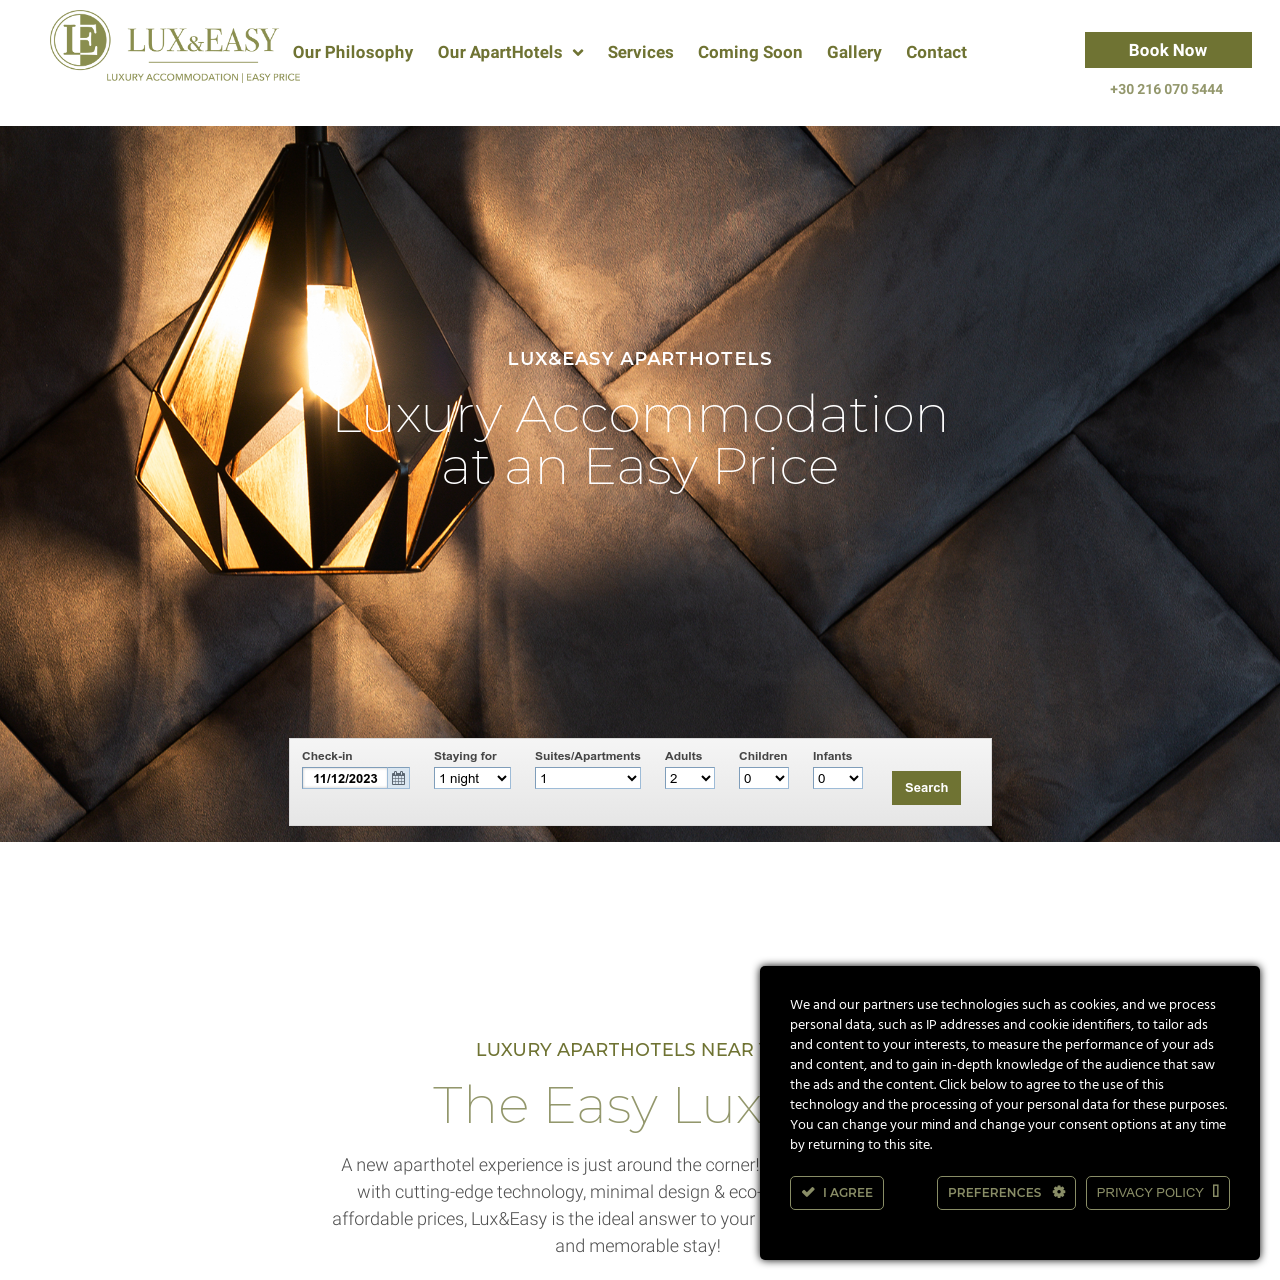 LUX&EASY
LUXURY ACCOMMODATION | EASY PRICE
Our Philosophy
Our ApartHotels
Services
Coming Soon
Gallery
Contact
Book Now
+30 216 070 5444
LUX&EASY APARTHOTELS
Luxury Accommodation
at an Easy Price
Check-in
Staying for
Suites/Apartments
Adults
Children
Infants
11/12/2023
1 night
1
2
0
0
Search
LUXURY APARTHOTELS NEAR
The Easy Lux
A new aparthotel experience is just around the corner!
with cutting-edge technology, minimal design & eco-
affordable prices, Lux&Easy is the ideal answer to your
and memorable stay!
We and our partners use technologies such as cookies, and we process
personal data, such as IP addresses and cookie identifiers, to tailor ads
and content to your interests, to measure the performance of your ads
and content, and to gain in-depth knowledge of the audience that saw
the ads and the content. Click below to agree to the use of this
technology and the processing of your personal data for these purposes.
You can change your mind and change your consent options at any time
by returning to this site.
I AGREE
PREFERENCES
PRIVACY POLICY